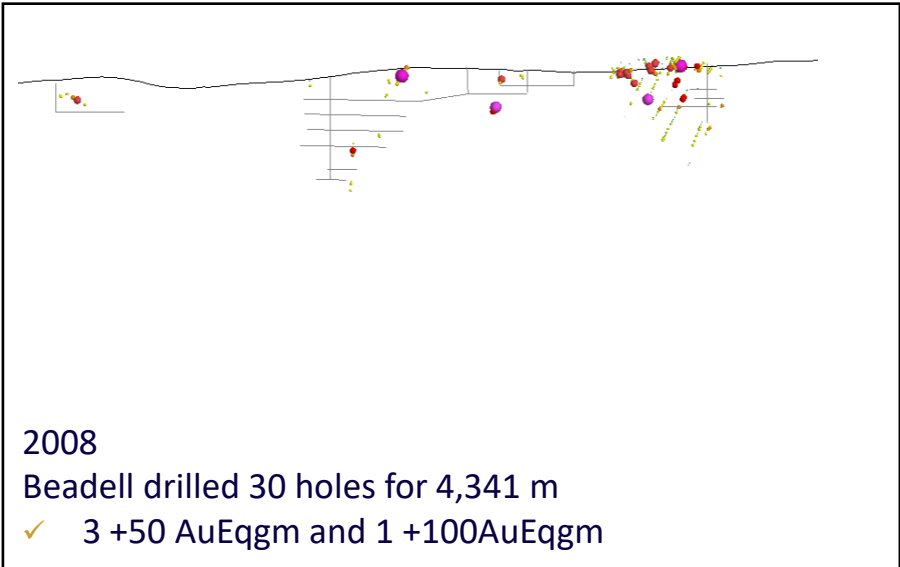 2008
Beadell drilled 30 holes for 4,341 m
✓ 3 +50 AuEqgm and 1 +100AuEqgm